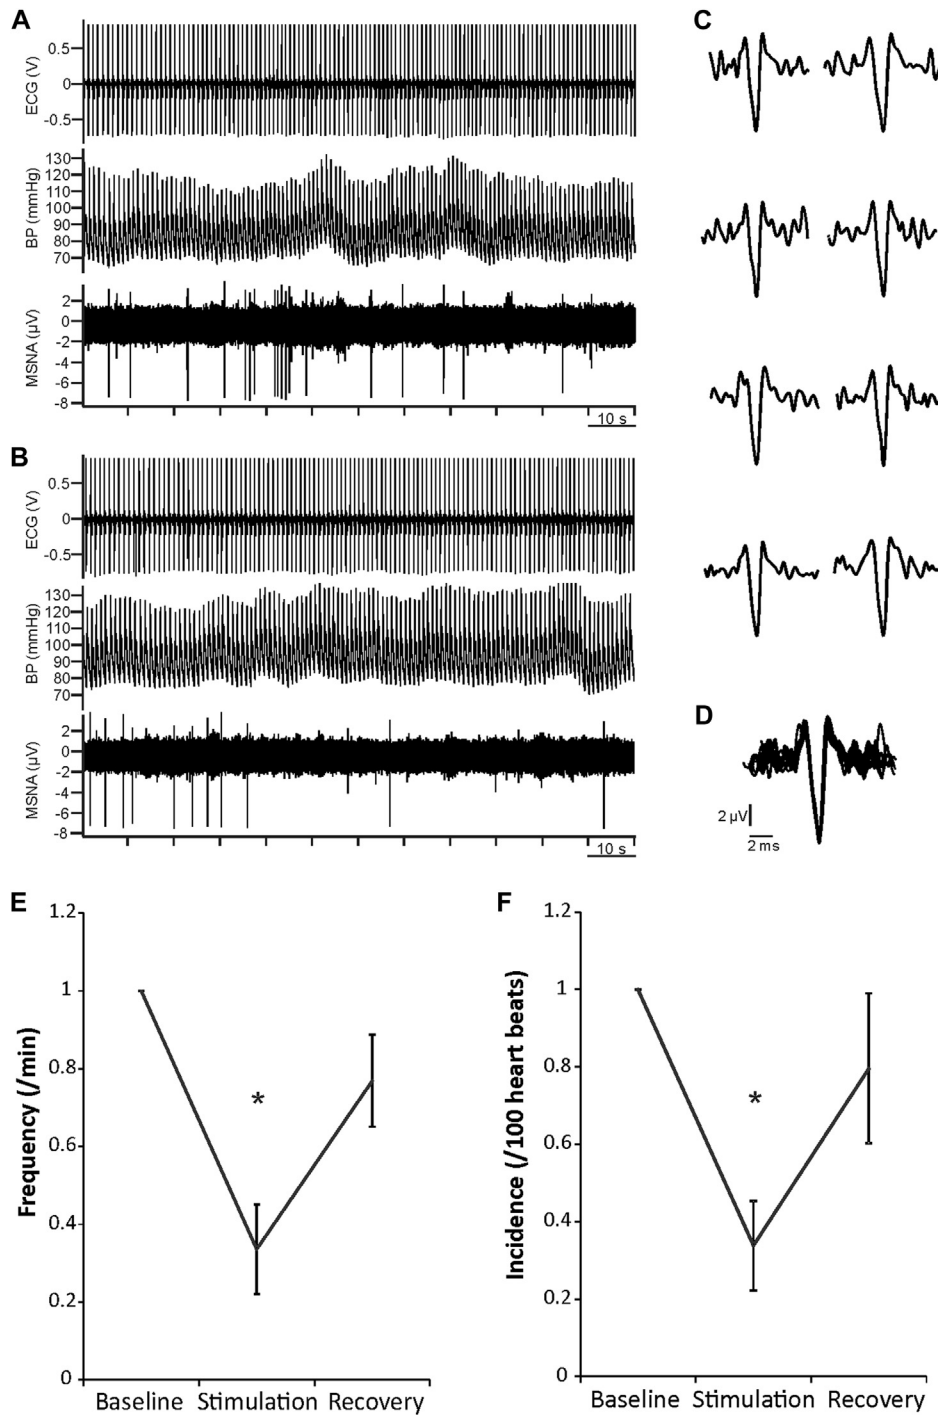 A
ECG (V)
0.5
0
-0.5
BP (mmHg)
130
120
110
100
90
80
70
MSNA (µV)
2
0
-2
-4
-6
-8
10 s
B
ECG (V)
0.5
0
-0.5
BP (mmHg)
130
120
110
100
90
80
70
MSNA (µV)
2
0
-2
-4
-6
-8
10 s
C
D
2 µV
2 ms
E
Frequency (/min)
1.2
1
0.8
0.6
0.4
0.2
0
*
Baseline Stimulation Recovery
F
Incidence (/100 heart beats)
1.2
1
0.8
0.6
0.4
0.2
0
*
Baseline Stimulation Recovery